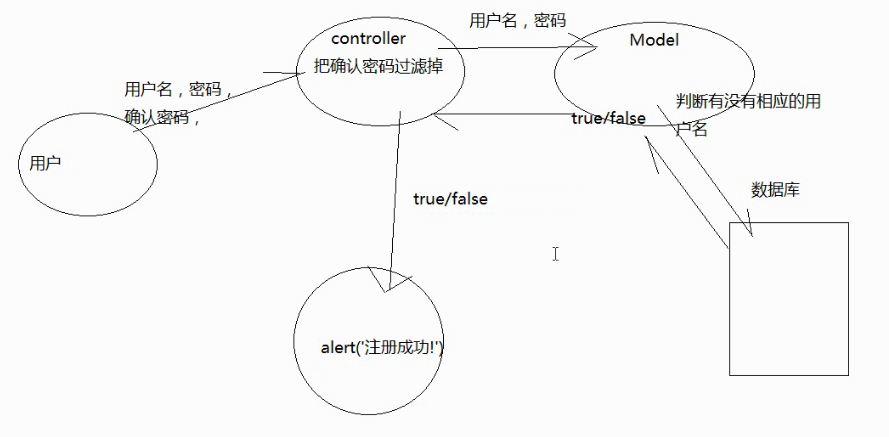 用户名，密码
controller
Model
把确认密码过滤掉
用户名，密码，
确认密码，
判断有没有相应的用
户名
true/false
用户
数据库
true/false
alert('注册成功!')